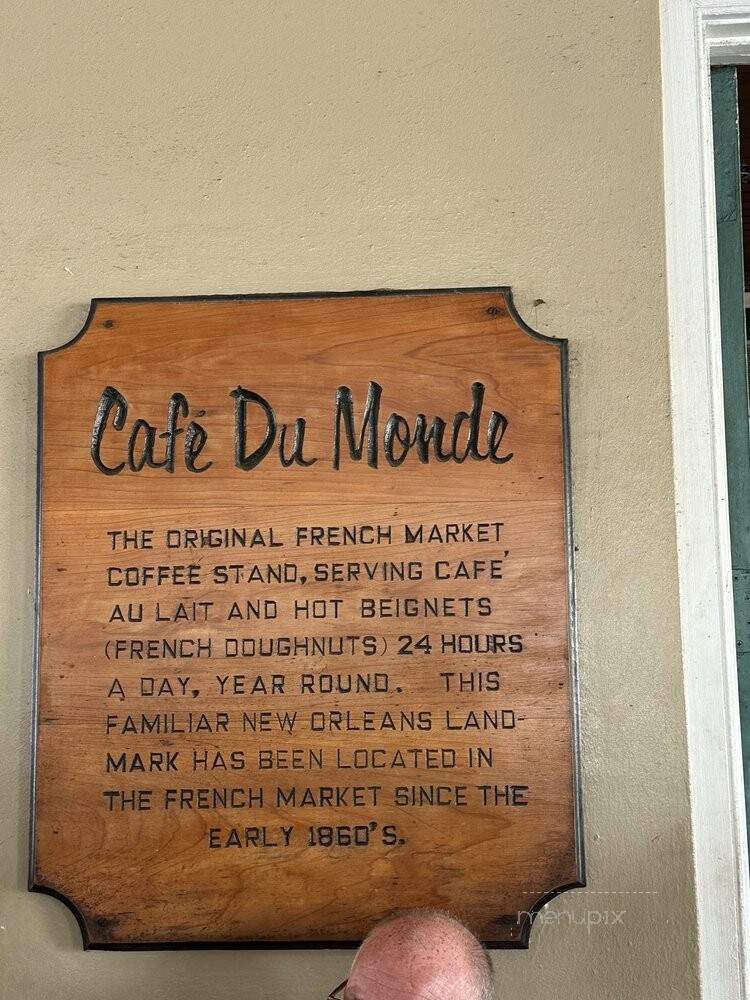 Café Du Monde
THE ORIGINAL FRENCH MARKET
COFFEE STAND, SERVING CAFE'
AU LAIT AND HOT BEIGNETS
(FRENCH DOUGHNUTS) 24 HOURS
A DAY, YEAR ROUND. THIS
FAMILIAR NEW ORLEANS LAND-
MARK HAS BEEN LOCATED IN
THE FRENCH MARKET SINCE THE
EARLY 1860'S.
menupix